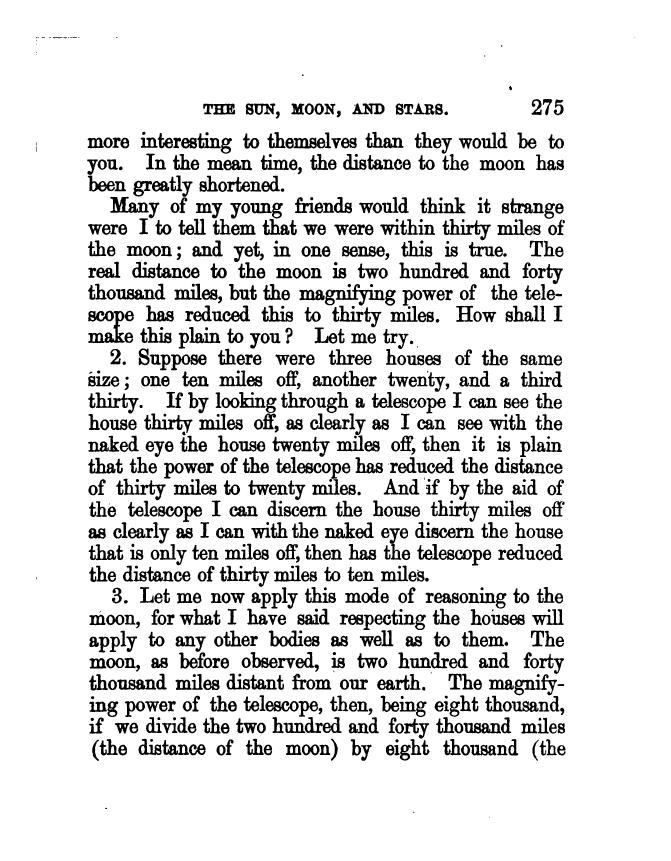 THE SUN, MOON, AND STARS. 275
more interesting to themselves than they would be to
you. In the mean time, the distance to the moon has
been greatly shortened.
Many of my young friends would think it strange
were I to tell them that we were within thirty miles of
the moon; and yet, in one sense, this is true. The
real distance to the moon is two hundred and forty
thousand miles, but the magnifying power of the tele-
scope has reduced this to thirty miles. How shall I
make this plain to you? Let me try.
2. Suppose there were three houses of the same
size; one ten miles off, another twenty, and a third
thirty. If by looking through a telescope I can see the
house thirty miles off, as clearly as I can see with the
naked eye the house twenty miles off, then it is plain
that the power of the telescope has reduced the distance
of thirty miles to twenty miles. And if by the aid of
the telescope I can discern the house thirty miles off
as clearly as I can with the naked eye discern the house
that is only ten miles off, then has the telescope reduced
the distance of thirty miles to ten miles.
3. Let me now apply this mode of reasoning to the
moon, for what I have said respecting the houses will
apply to any other bodies as well as to them. The
moon, as before observed, is two hundred and forty
thousand miles distant from our earth. The magnify-
ing power of the telescope, then, being eight thousand,
if we divide the two hundred and forty thousand miles
(the distance of the moon) by eight thousand (the